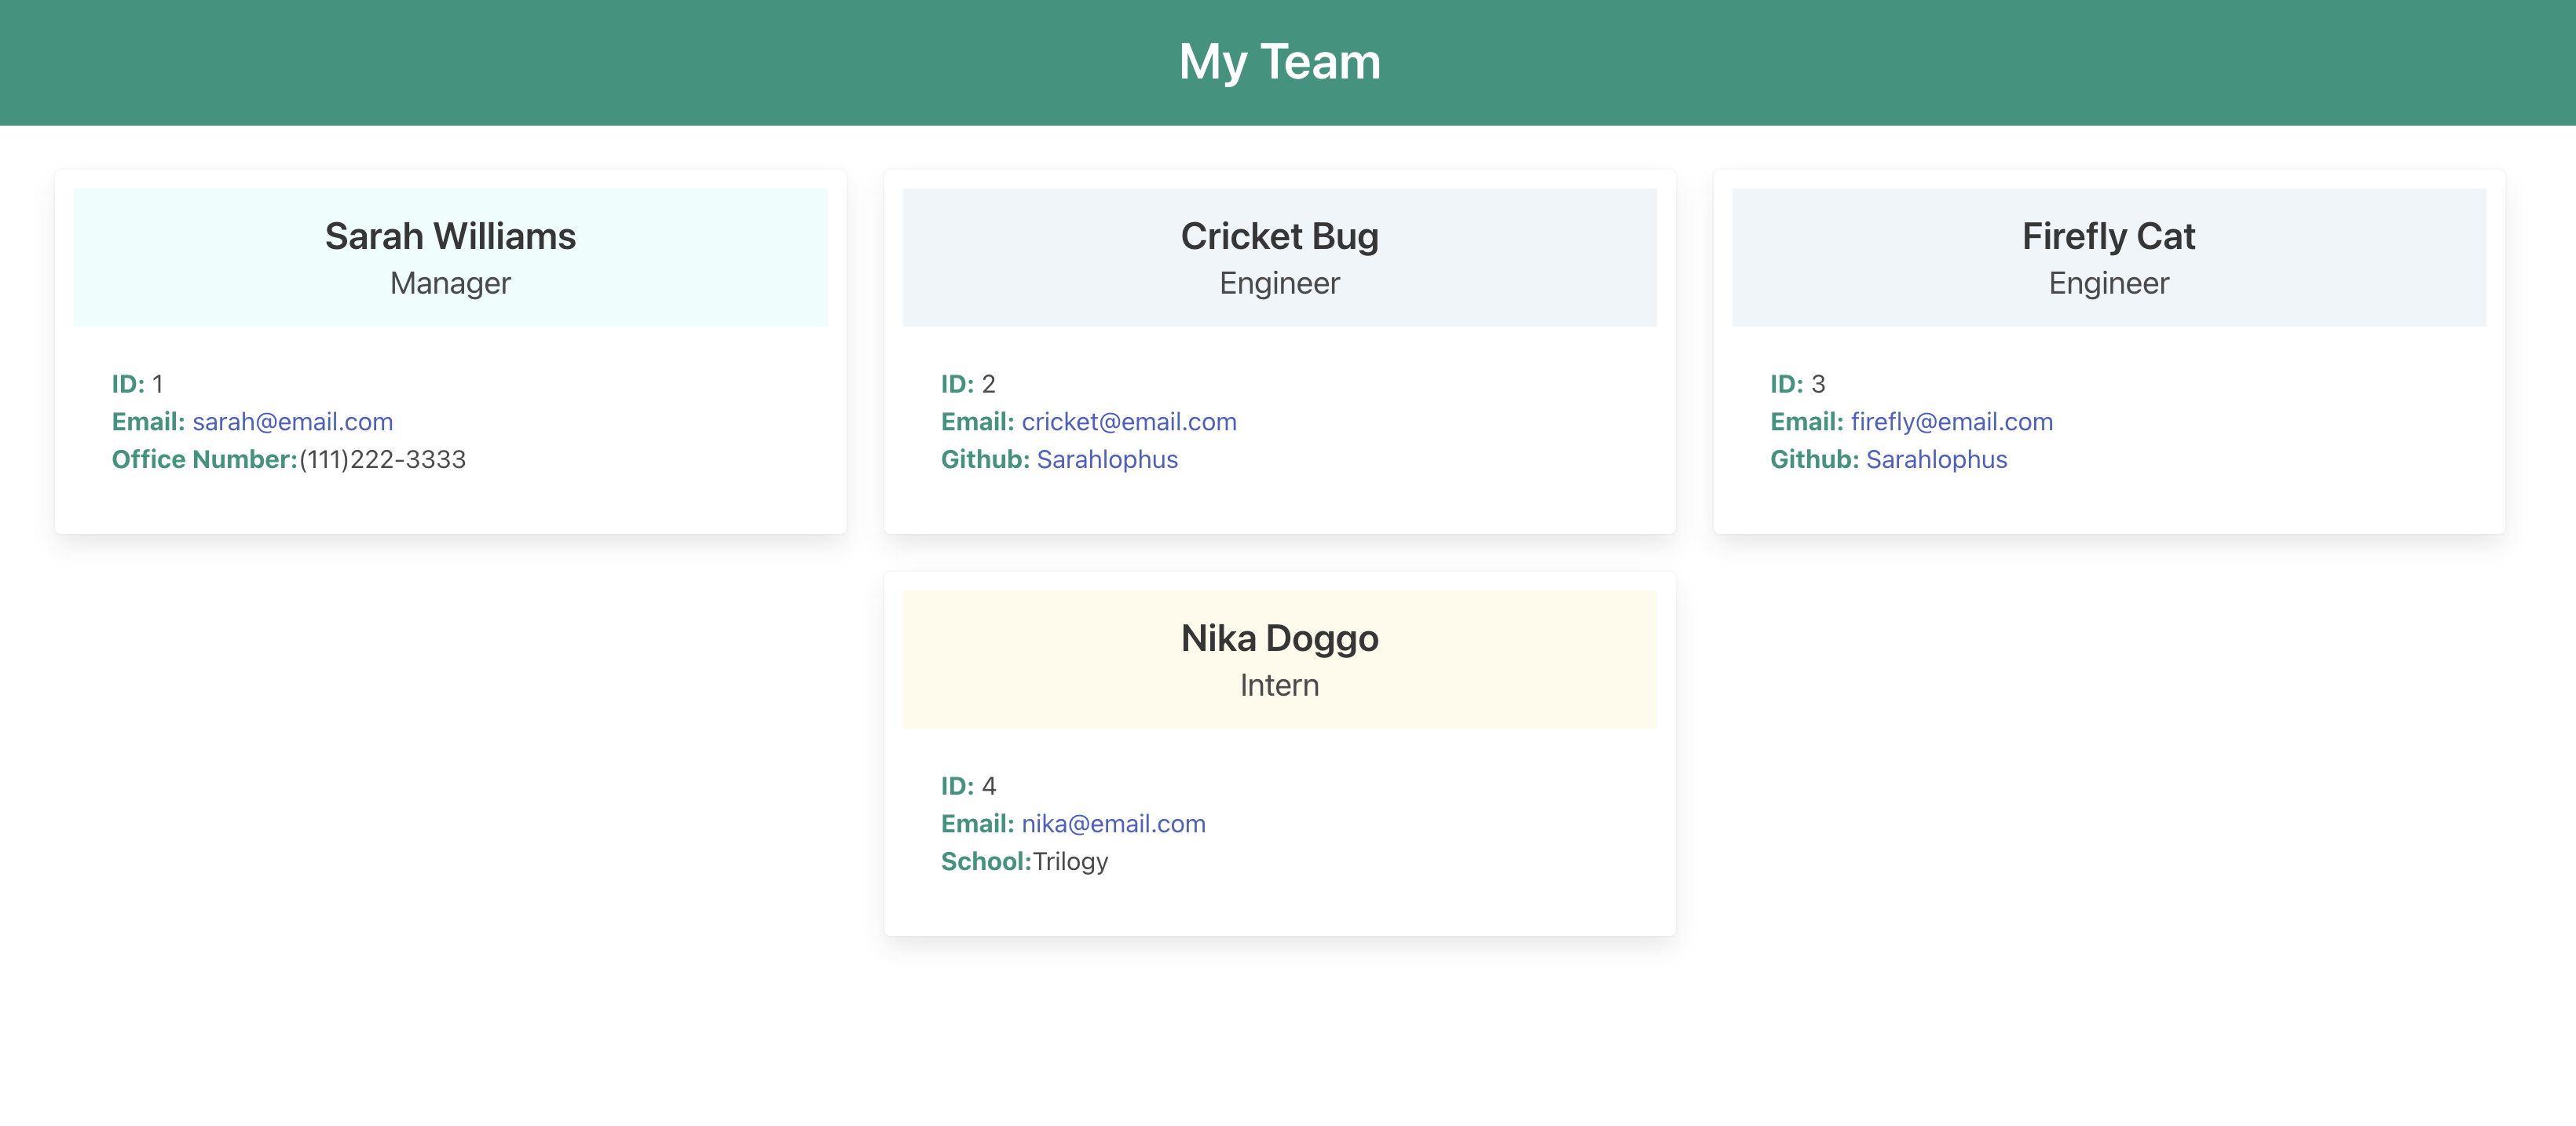 My Team
Sarah Williams
Manager
ID: 1
Email: sarah@email.com
Office Number:(111)222-3333
Cricket Bug
Engineer
ID: 2
Email: cricket@email.com
Github: Sarahlophus
Firefly Cat
Engineer
ID: 3
Email: firefly@email.com
Github: Sarahlophus
Nika Doggo
Intern
ID: 4
Email: nika@email.com
School:Trilogy